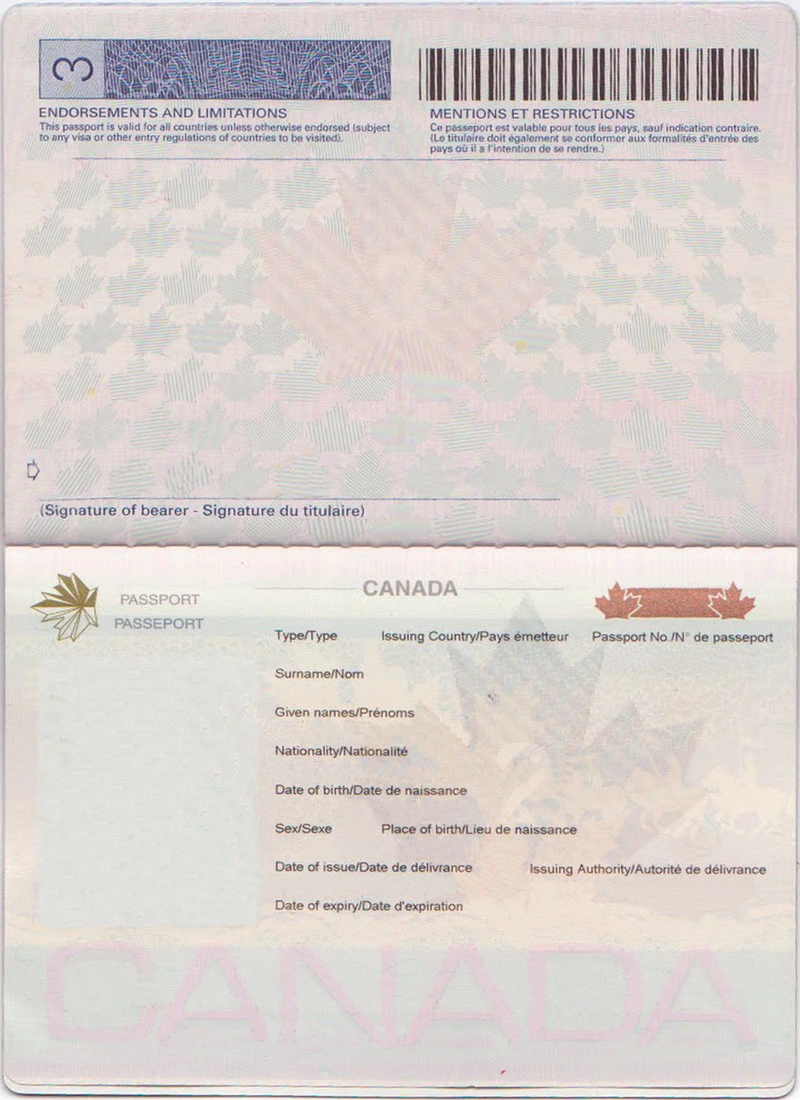 3
ENDORSEMENTS AND LIMITATIONS
This passport is valid for all countries unless otherwise endorsed (subject
to any visa or other entry regulations of countries to be visited).
MENTIONS ET RESTRICTIONS
Ce passeport est valable pour tous les pays, sauf indication contraire.
(Le titulaire doit également se conformer aux formalités d'entrée des
pays où il a l'intention de se rendre.)
(Signature of bearer - Signature du titulaire)
PASSPORT
PASSEPORT
CANADA
Type/Type Issuing Country/Pays émetteur Passport No./N° de passeport
Surname/Nom
Given names/Prénoms
Nationality/Nationalité
Date of birth/Date de naissance
Sex/Sexe Place of birth/Lieu de naissance
Date of issue/Date de délivrance Issuing Authority/Autorité de délivrance
Date of expiry/Date d'expiration
CANADA